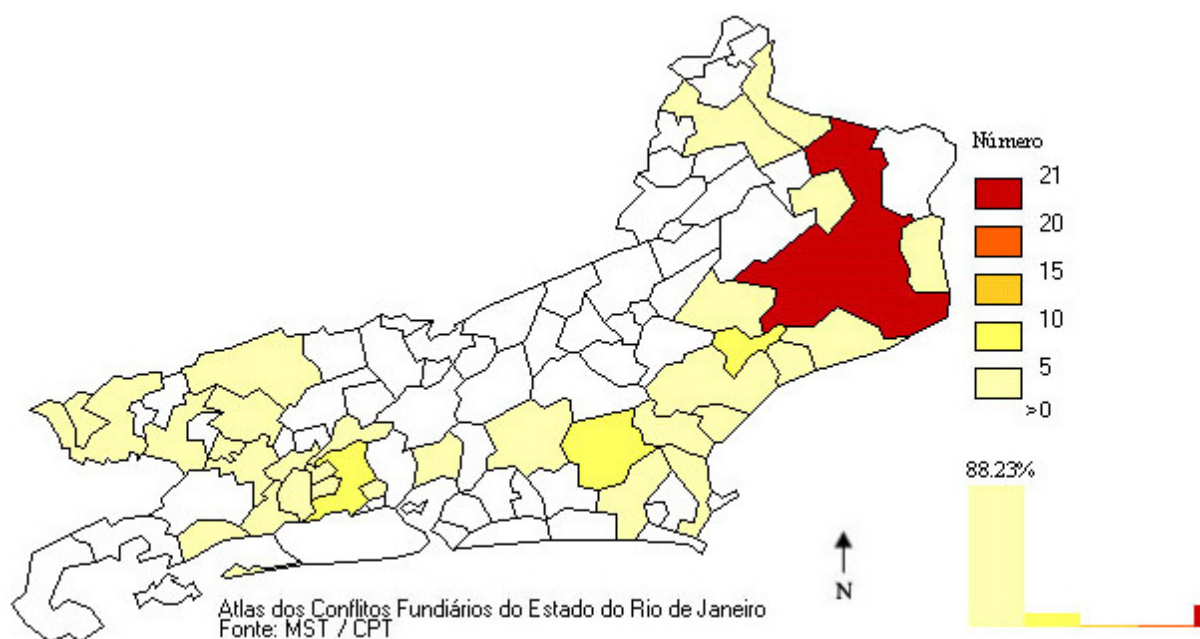 Número
21
20
15
10
5
>0
88.23%
N
Atlas dos Conflitos Fundiários do Estado do Rio de Janeiro
Fonte: MST / CPT